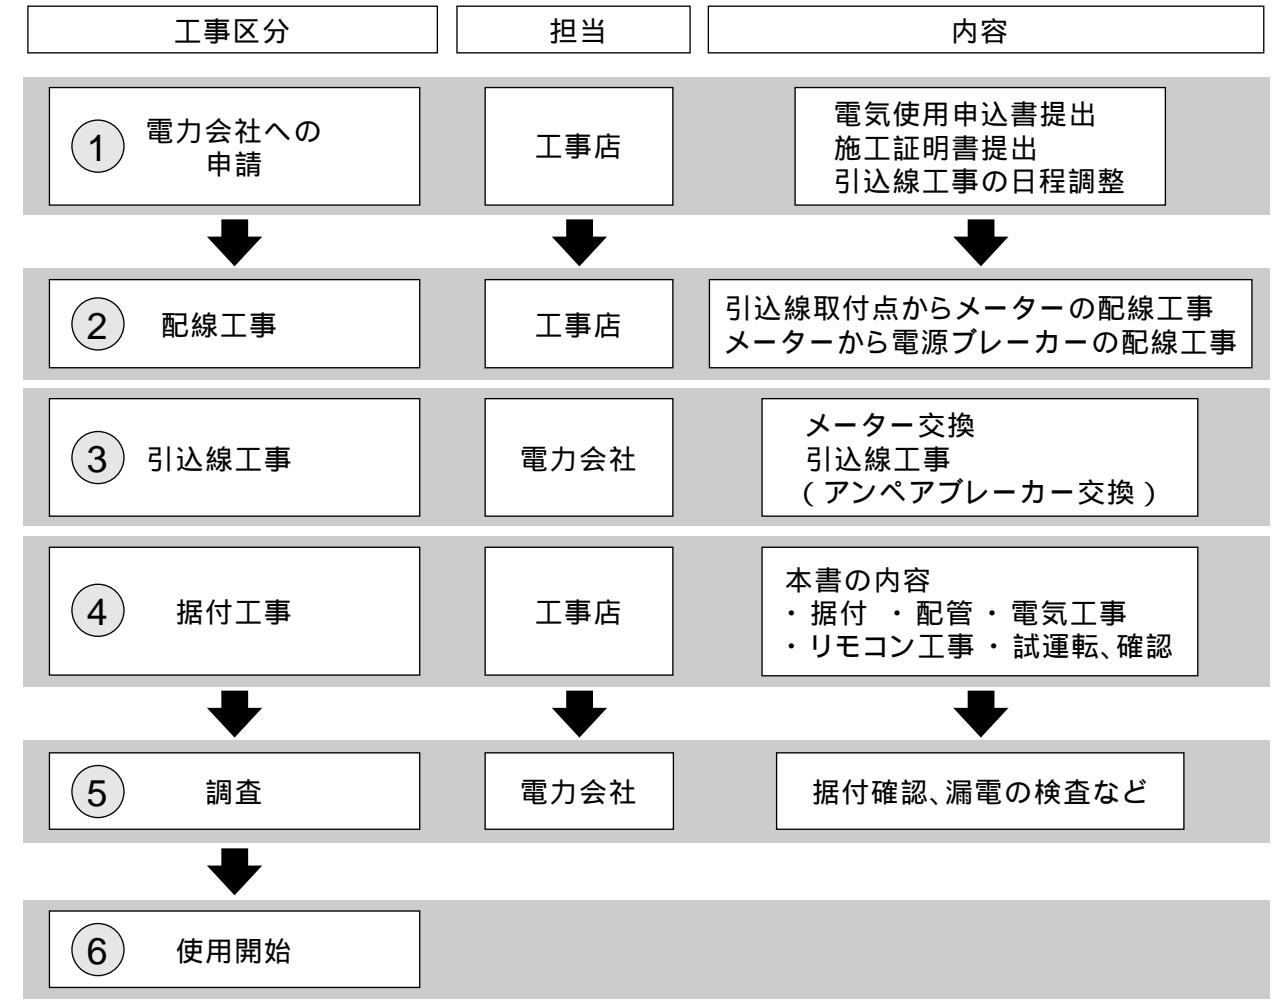 工事区分
担当
内容
① 電力会社への
申請
工事店
電気使用申込書提出
施工証明書提出
引込線工事の日程調整
② 配線工事
工事店
引込線取付点からメーターの配線工事
メーターから電源ブレーカーの配線工事
③ 引込線工事
電力会社
メーター交換
引込線工事
(アンペアブレーカー交換)
④ 据付工事
工事店
本書の内容
・据付 ・配管・電気工事
・リモコン工事・試運転、確認
⑤ 調査
電力会社
据付確認、漏電の検査など
⑥ 使用開始